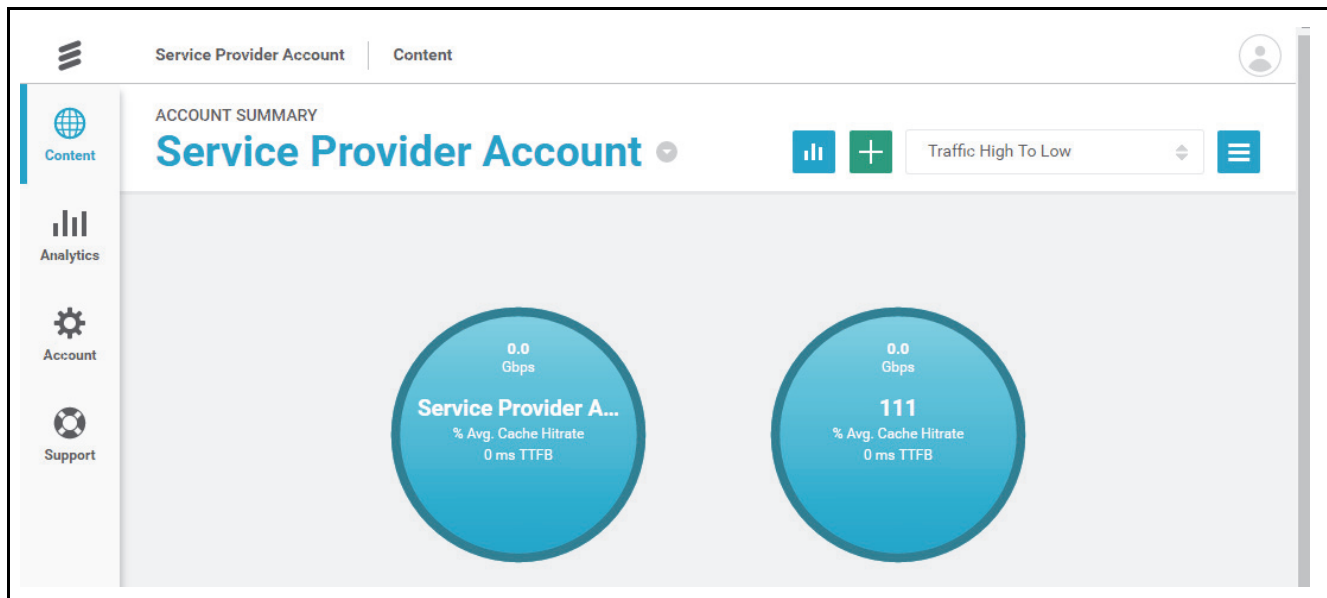 Service Provider Account
Content
Content
Analytics
Account
Support
ACCOUNT SUMMARY
Service Provider Account
Traffic High To Low
0.0
Gbps
Service Provider A...
% Avg. Cache Hitrate
0 ms TTFB
0.0
Gbps
111
% Avg. Cache Hitrate
0 ms TTFB